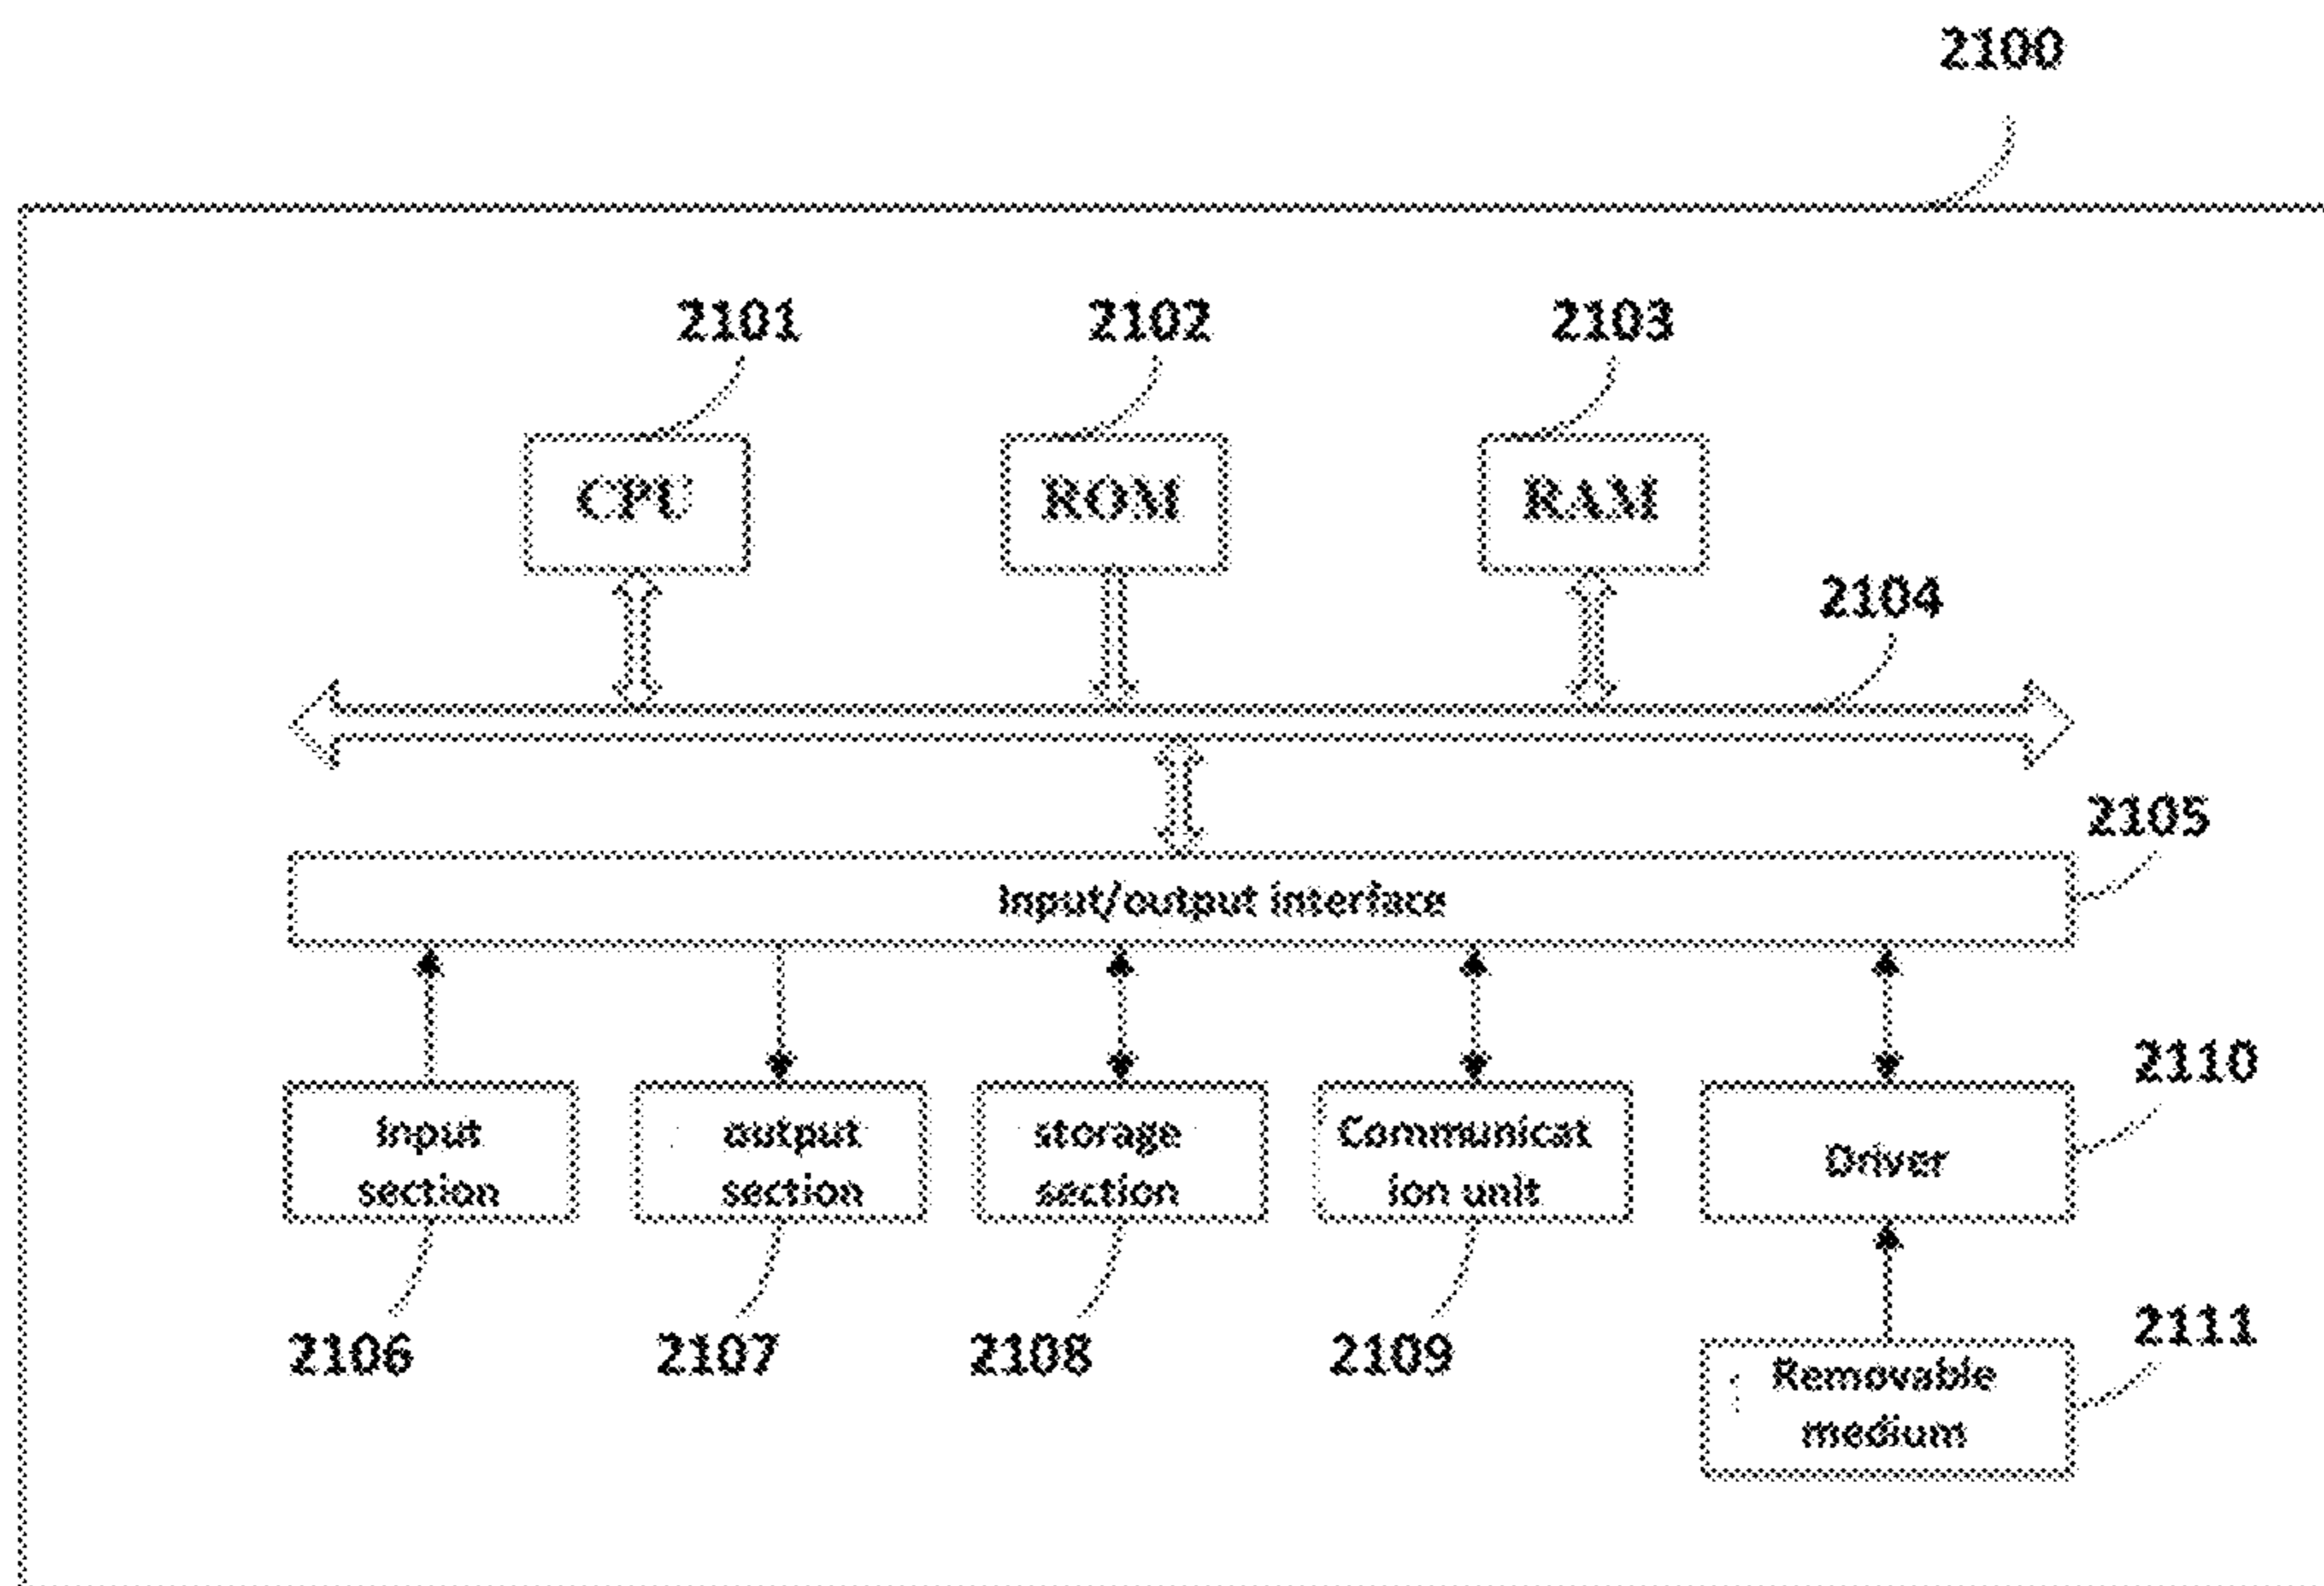 2100
2101
2102
2103
CPU
ROM
RAM
2104
2105
Input/output interface
2110
Input
section
output
section
storage
section
Communicat
ion unit
Driver
2106
2107
2108
2109
2111
Removable
medium